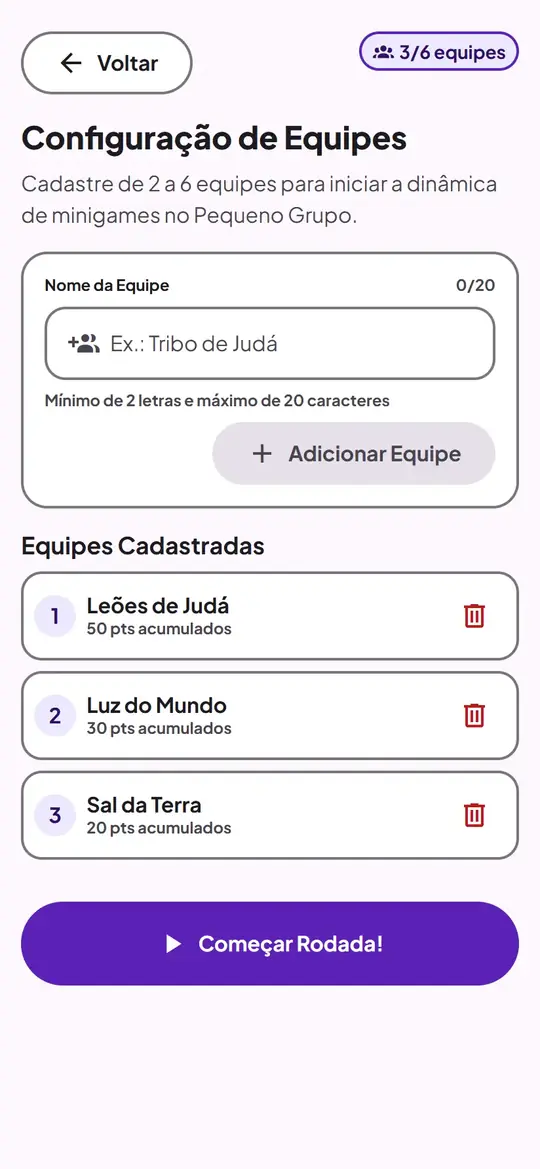 Voltar
3/6 equipes
Configuração de Equipes
Cadastre de 2 a 6 equipes para iniciar a dinâmica
de minigames no Pequeno Grupo.
Nome da Equipe
0/20
Ex.: Tribo de Judá
Mínimo de 2 letras e máximo de 20 caracteres
Adicionar Equipe
Equipes Cadastradas
1
Leões de Judá
50 pts acumulados
2
Luz do Mundo
30 pts acumulados
3
Sal da Terra
20 pts acumulados
Começar Rodada!